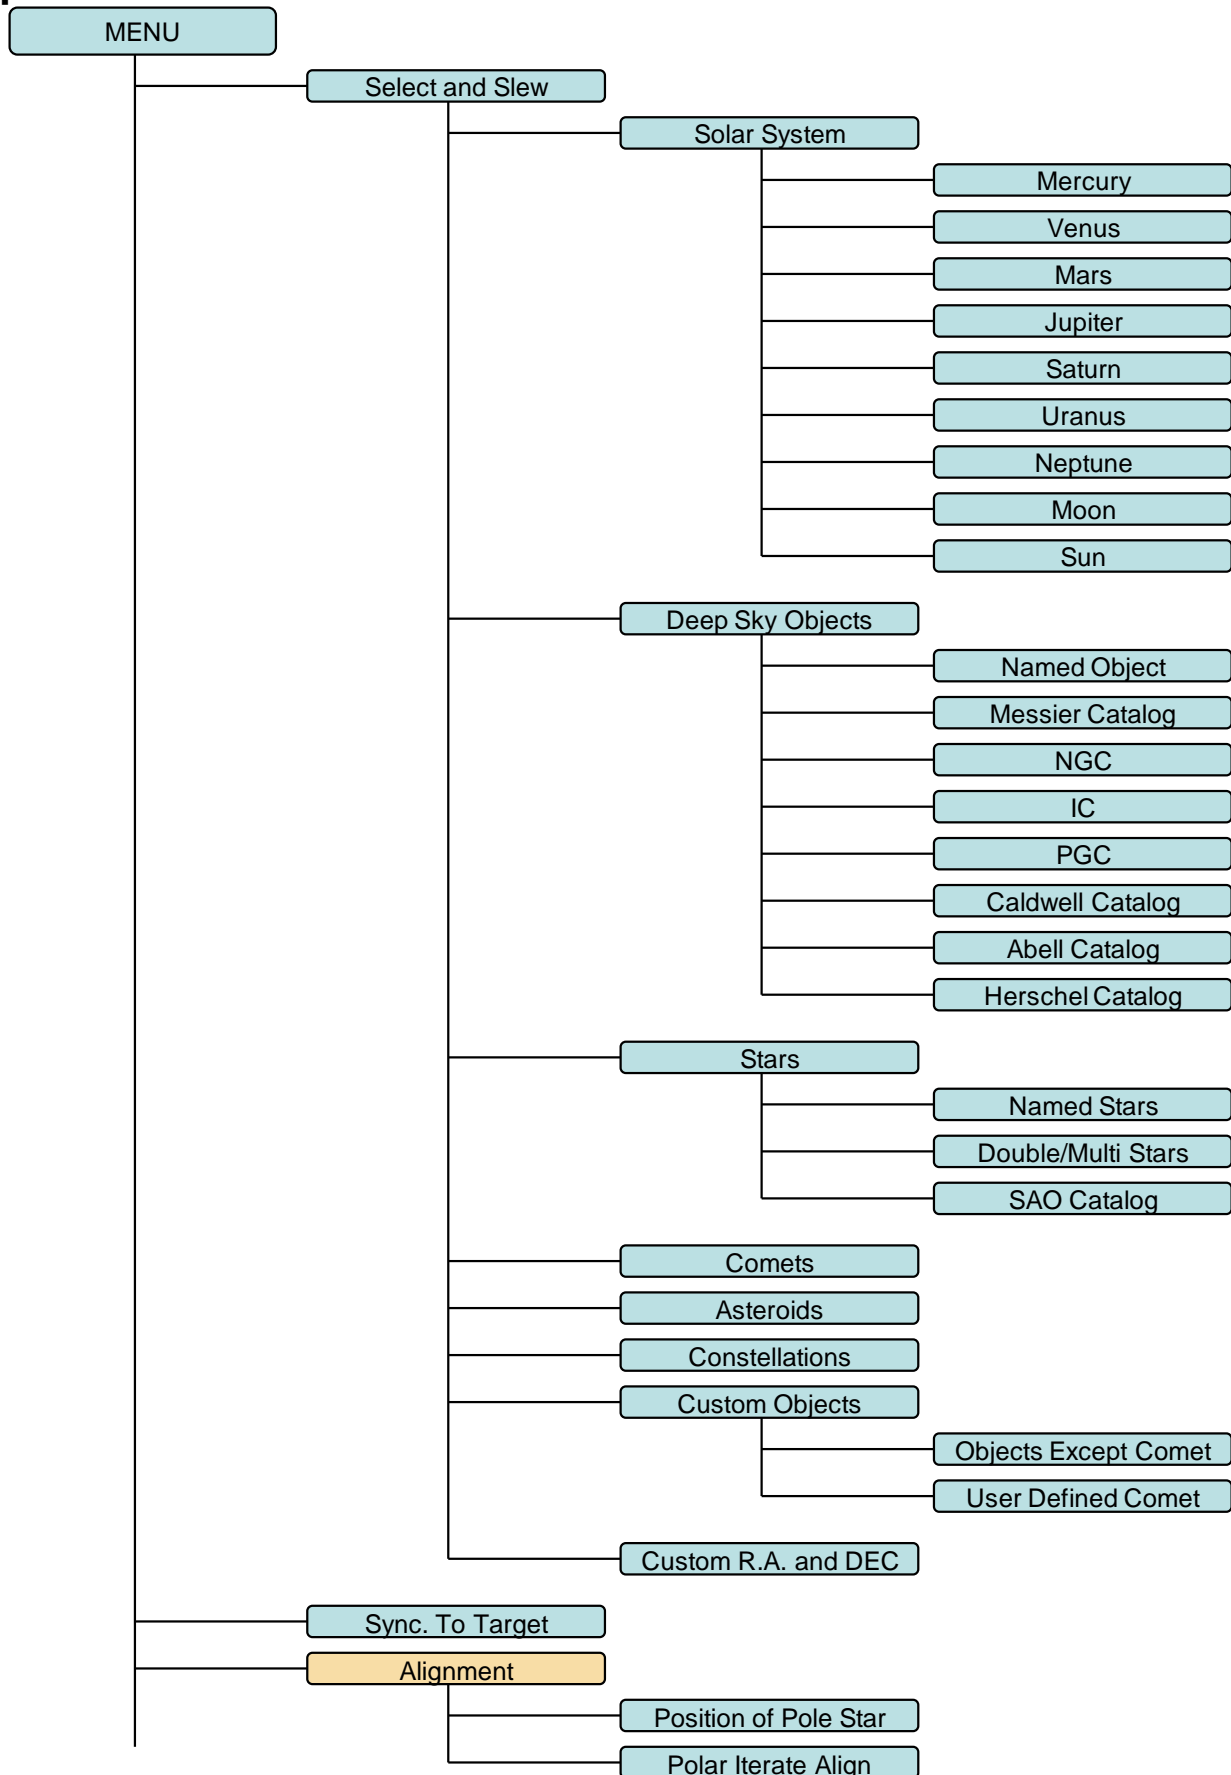 MENU
Select and Slew
Solar System
Mercury
Venus
Mars
Jupiter
Saturn
Uranus
Neptune
Moon
Sun
Deep Sky Objects
Named Object
Messier Catalog
NGC
IC
PGC
Caldwell Catalog
Abell Catalog
Herschel Catalog
Stars
Named Stars
Double/Multi Stars
SAO Catalog
Comets
Asteroids
Constellations
Custom Objects
Objects Except Comet
User Defined Comet
Custom R.A. and DEC
Sync. To Target
Alignment
Position of Pole Star
Polar Iterate Align